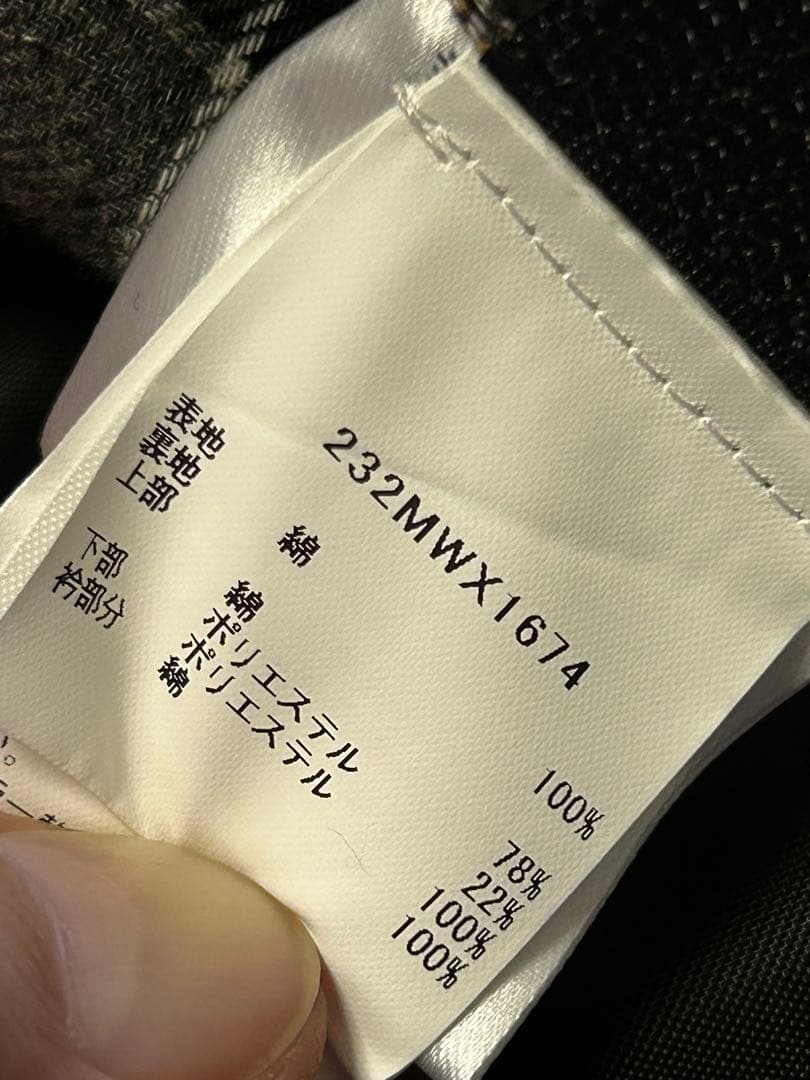 232MWX1674
表地 綿 100%
裏地
上部 綿 78%
ポリエステル 22%
下部 ポリエステル 100%
衿部分 綿 100%